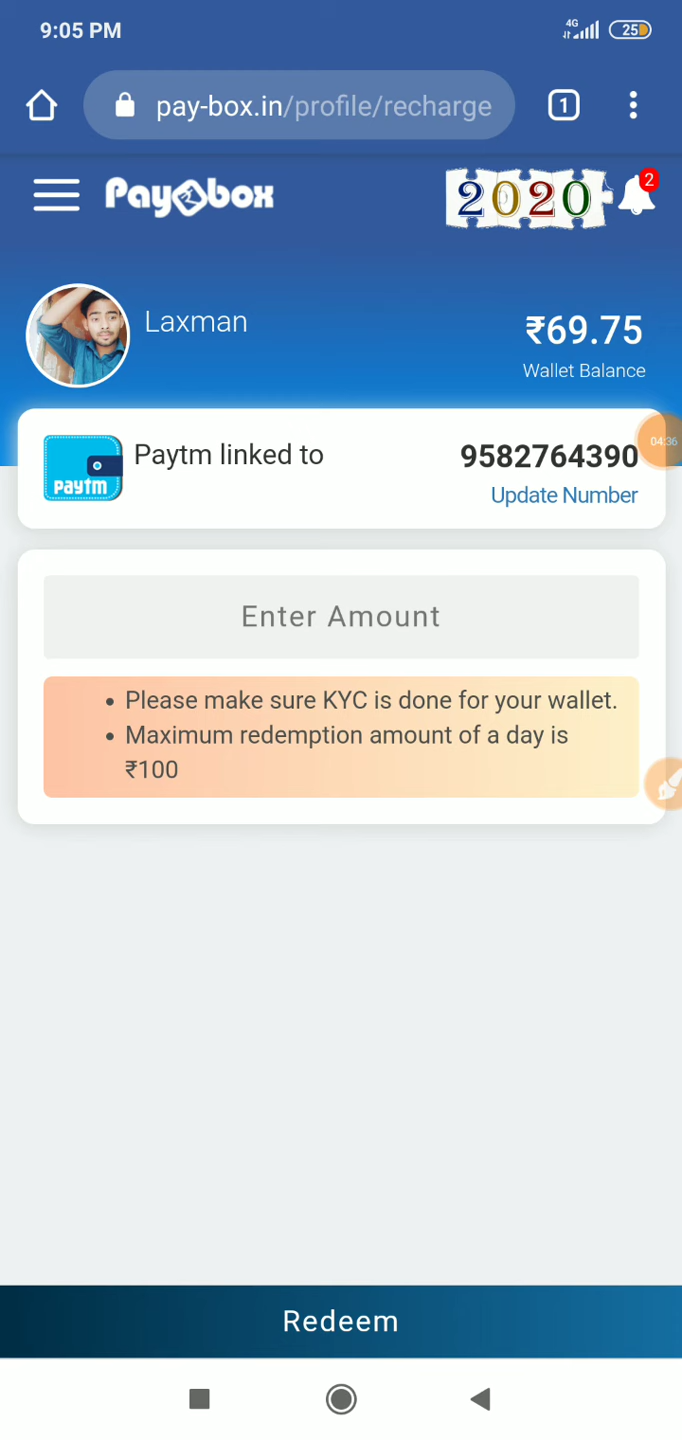 9:05 PM
4G
25
pay-box.in/profile/recharge
1
Paybox
2020
2
Laxman
₹69.75
Wallet Balance
Paytm linked to
9582764390
04:36
paytm
Update Number
Enter Amount
• Please make sure KYC is done for your wallet.
• Maximum redemption amount of a day is
₹100
Redeem